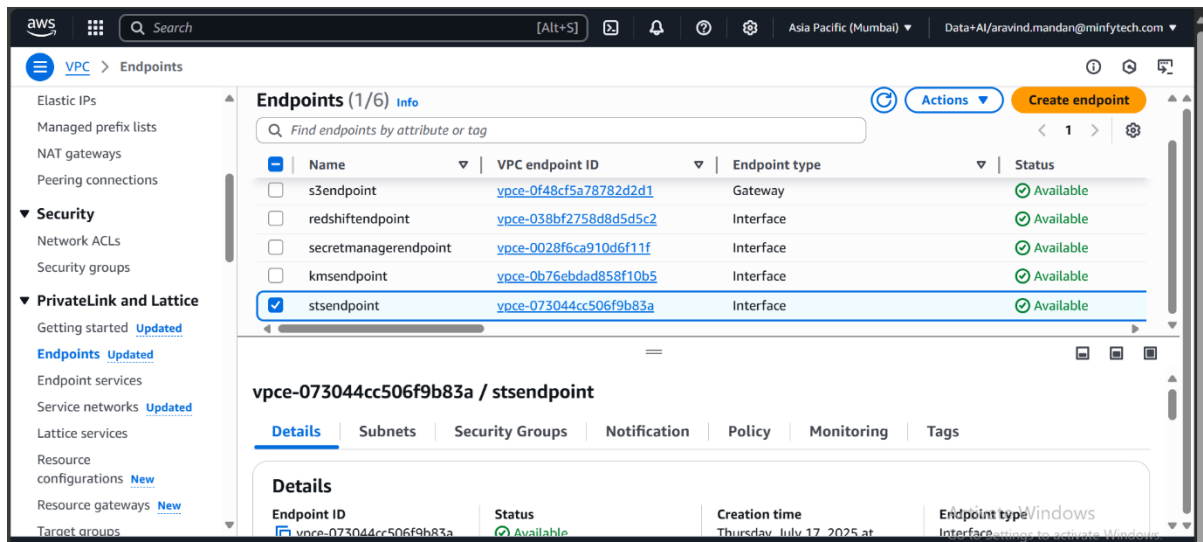 aws
Search [Alt+S] Asia Pacific (Mumbai) ▼ Data+AI/aravind.mandan@minfytech.com ▼
VPC > Endpoints
Elastic IPs
Managed prefix lists
NAT gateways
Peering connections
▼ Security
Network ACLs
Security groups
▼ PrivateLink and Lattice
Getting started Updated
Endpoints Updated
Endpoint services
Service networks Updated
Lattice services
Resource
configurations New
Resource gateways New
Target groups
Endpoints (1/6) Info
Actions ▼ Create endpoint
Find endpoints by attribute or tag
< 1 >
Name VPC endpoint ID Endpoint type Status
s3endpoint vpce-0f48cf5a78782d2d1 Gateway Available
redshiftendpoint vpce-038bf2758d8d5d5c2 Interface Available
secretmanagerendpoint vpce-0028f6ca910d6f11f Interface Available
kmsendpoint vpce-0b76ebdad858f10b5 Interface Available
stsendpoint vpce-073044cc506f9b83a Interface Available
vpce-073044cc506f9b83a / stsendpoint
Details Subnets Security Groups Notification Policy Monitoring Tags
Details
Endpoint ID Status Creation time Endpoint type
vpce-073044cc506f9b83a Available Thursday, July 17, 2025 at Interface
Activate Windows
Go to Settings to activate Windows.